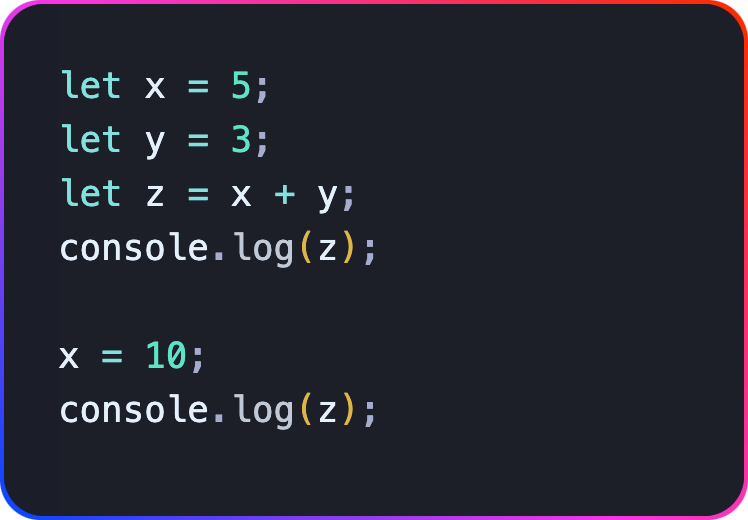 let x = 5;
let y = 3;
let z = x + y;
console.log(z);

x = 10;
console.log(z);